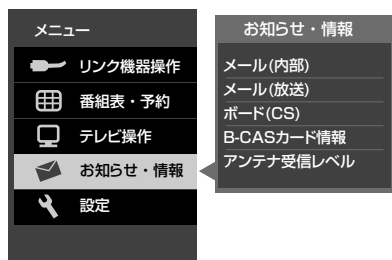 メニュー
リンク機器操作
番組表・予約
テレビ操作
お知らせ・情報
設定
お知らせ・情報
メール(内部)
メール(放送)
ボード(CS)
B-CASカード情報
アンテナ受信レベル